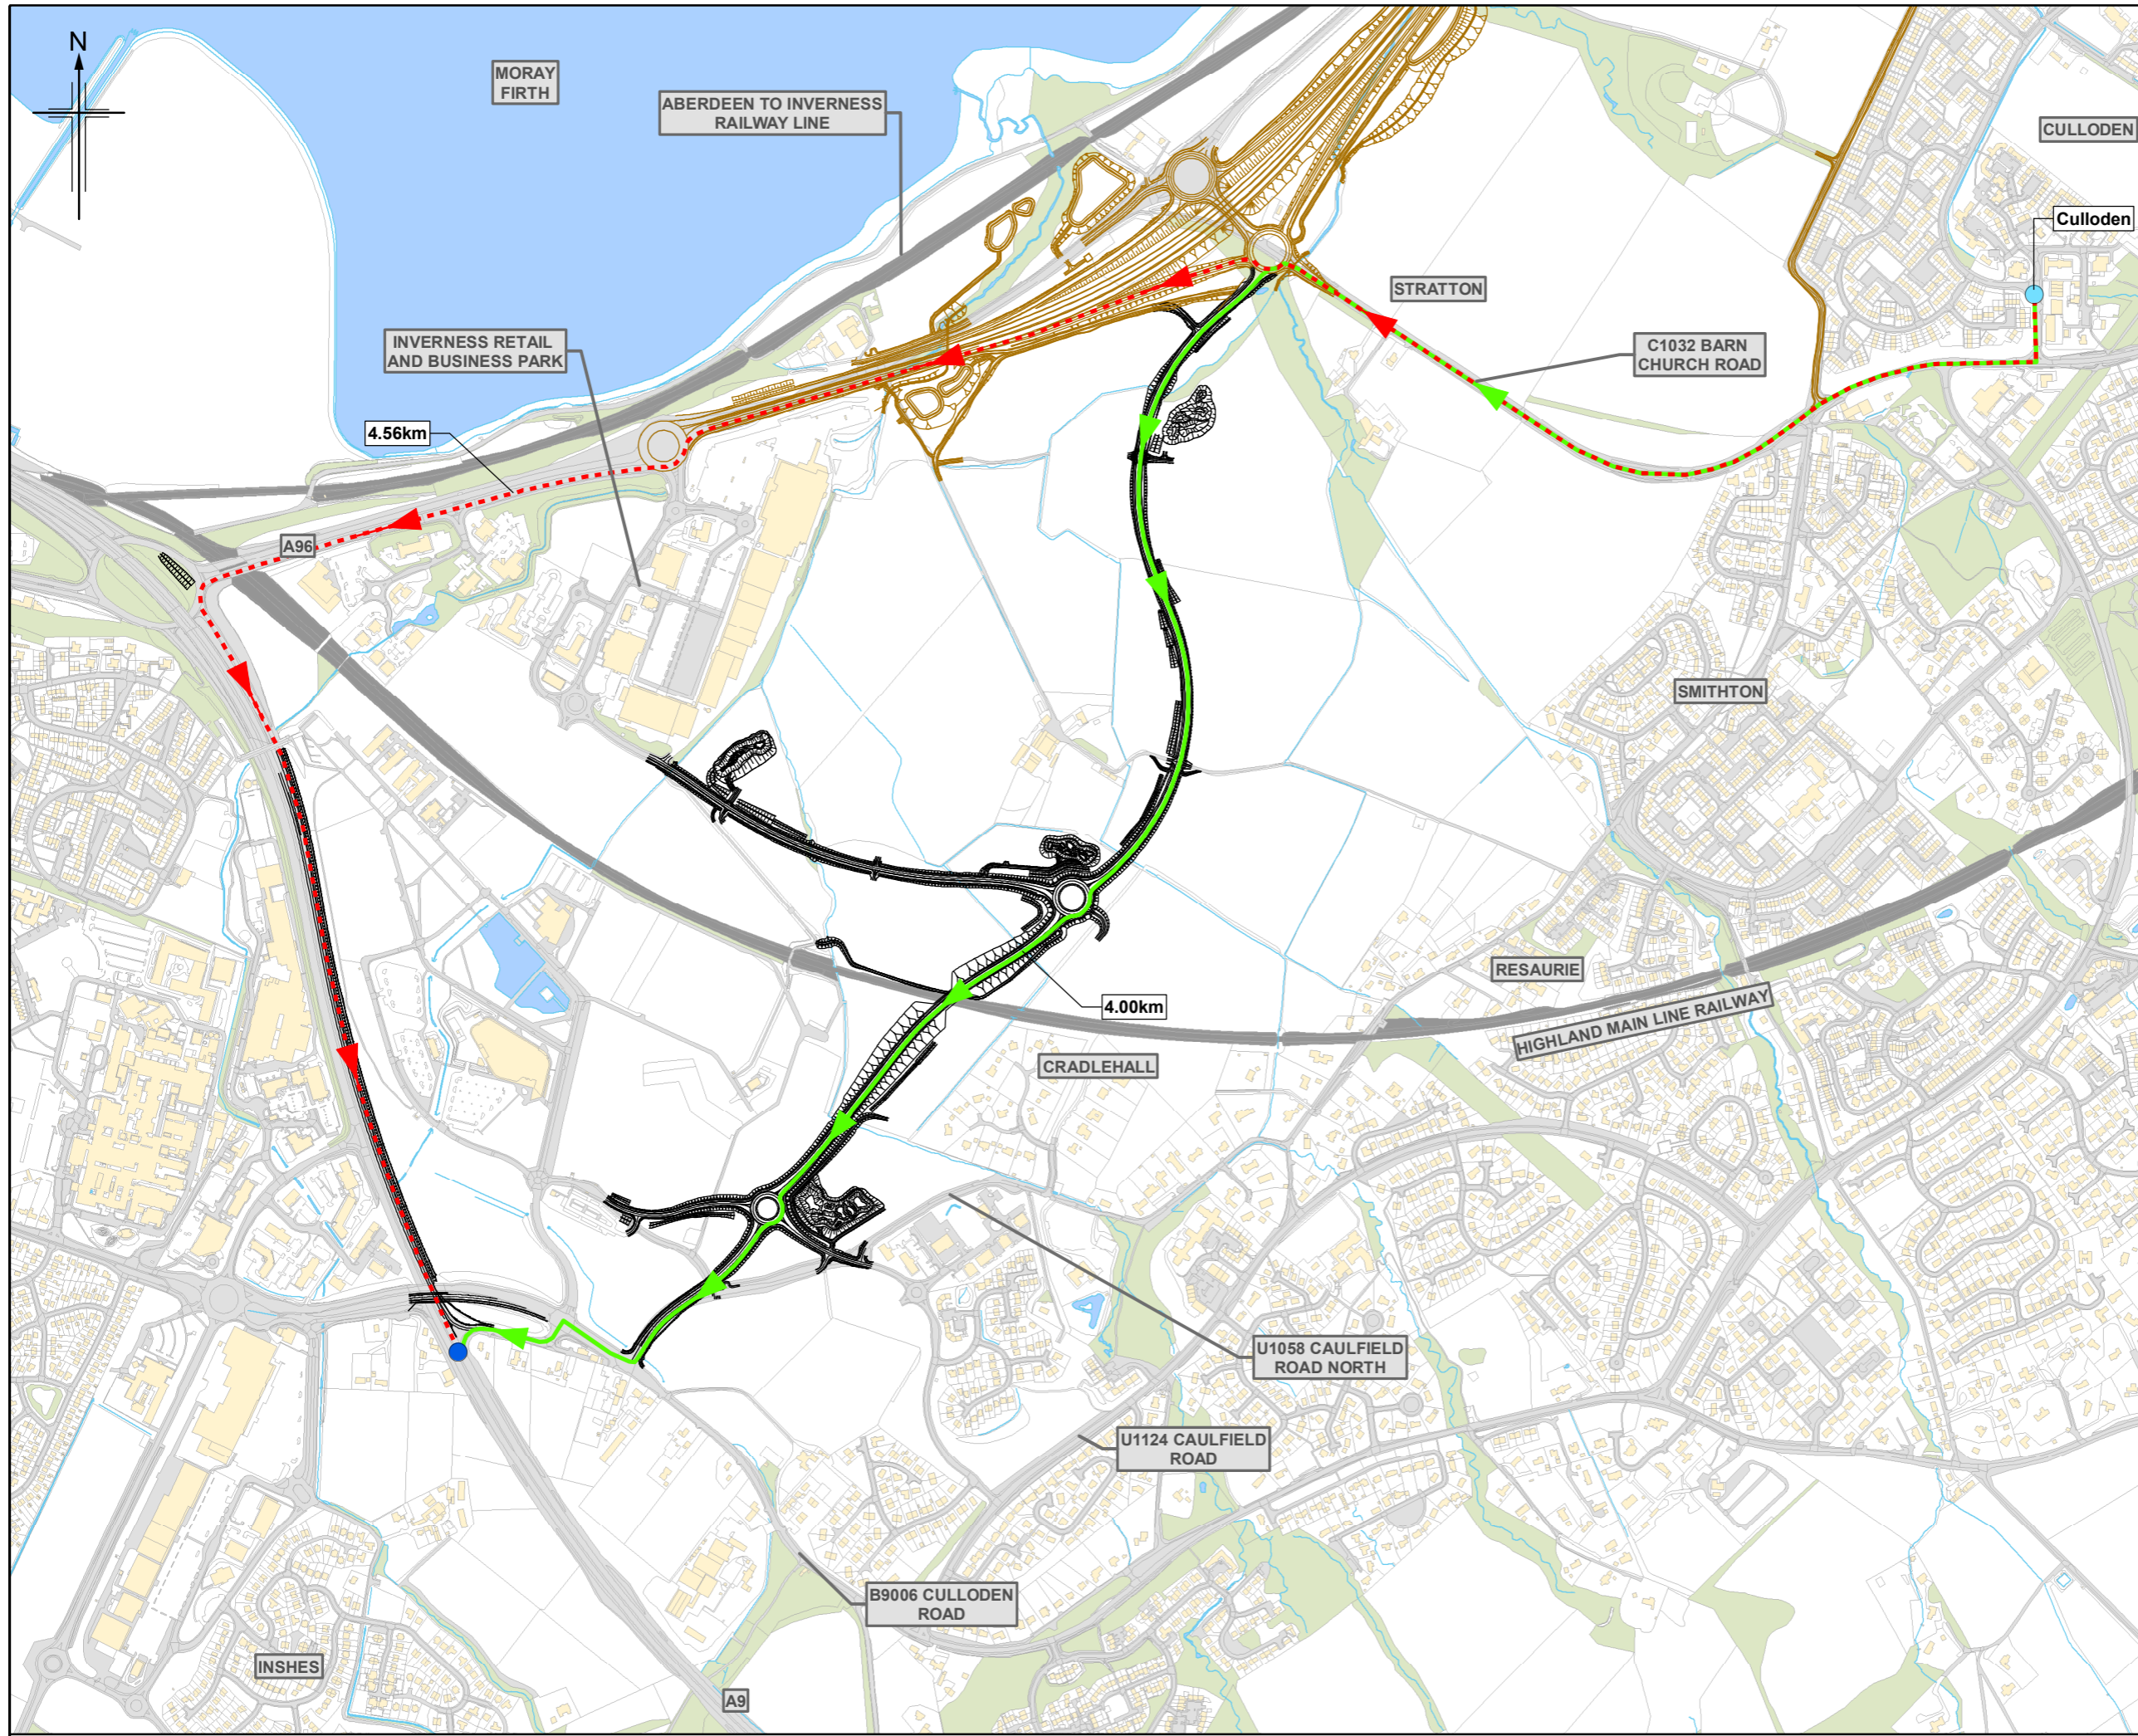 N
MORAY
FIRTH
ABERDEEN TO INVERNESS
RAILWAY LINE
CULLODEN
Culloden
STRATTON
C1032 BARN
CHURCH ROAD
INVERNESS RETAIL
AND BUSINESS PARK
4.56km
A96
SMITHTON
RESAURIE
4.00km
HIGHLAND MAIN LINE RAILWAY
CRADLEHALL
U1058 CAULFIELD
ROAD NORTH
U1124 CAULFIELD
ROAD
B9006 CULLODEN
ROAD
INSHES
A9